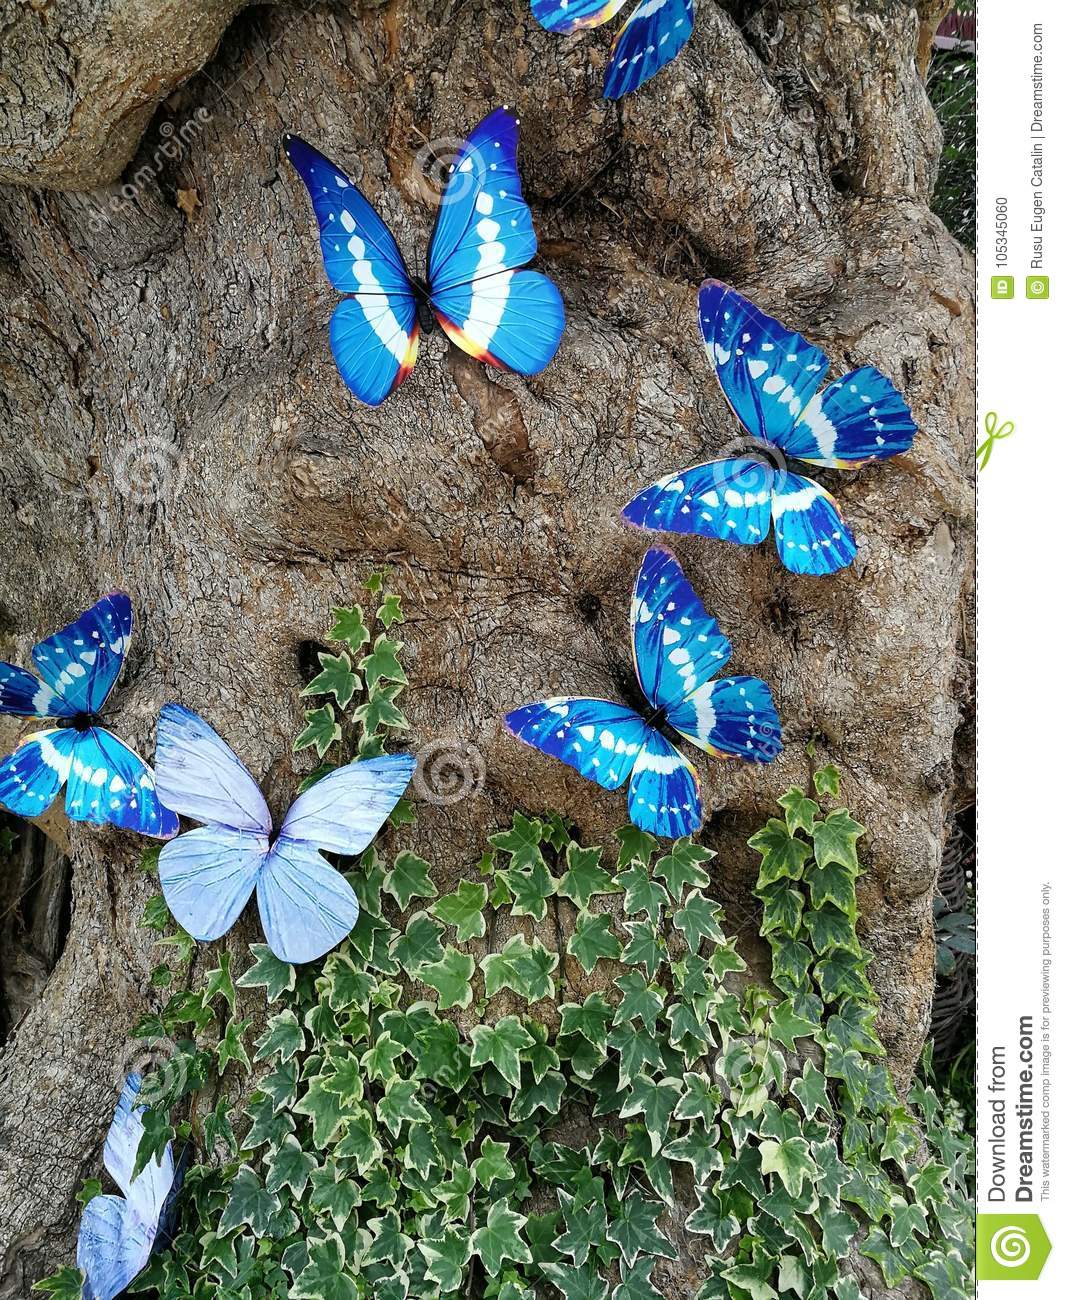 dreamstime
ID 105345060
© Rusu Eugen Catalin | Dreamstime.com
Download from
Dreamstime.com
This watermarked comp image is for previewing purposes only.